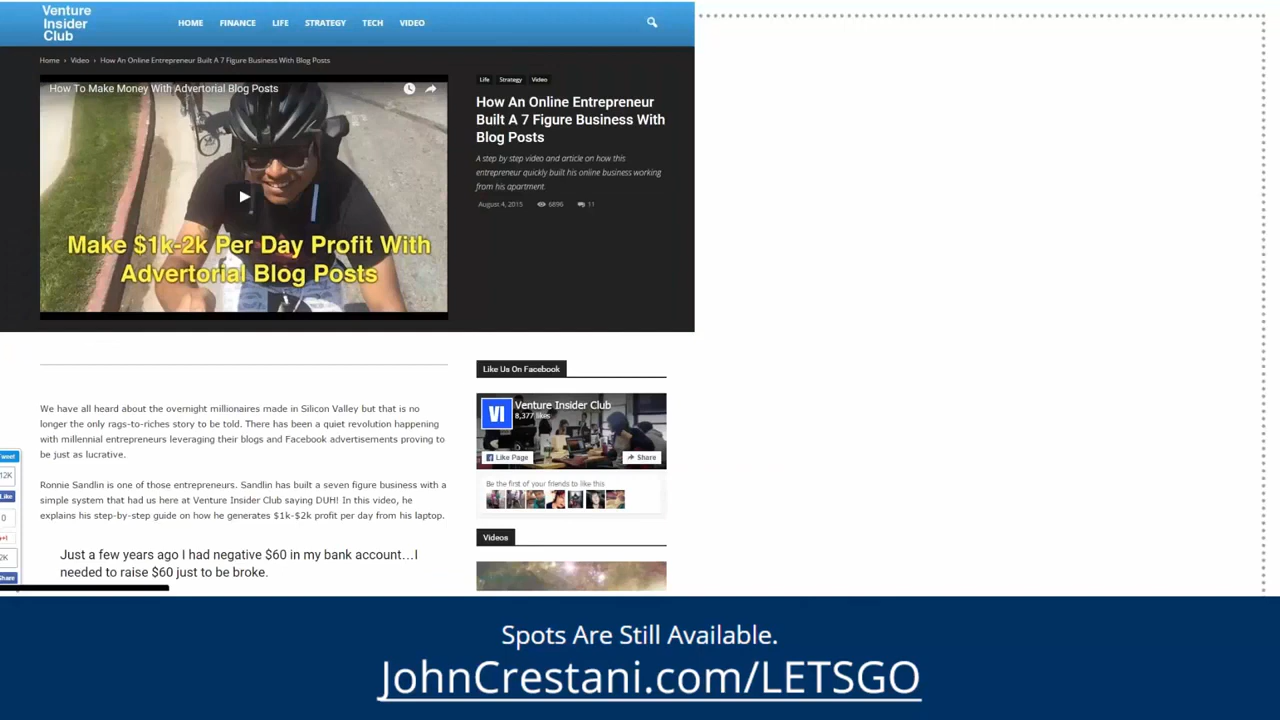 Venture
Insider
Club
HOME FINANCE LIFE STRATEGY TECH VIDEO
Home › Video › How An Online Entrepreneur Built A 7 Figure Business With Blog Posts
How To Make Money With Advertorial Blog Posts
Make $1k-2k Per Day Profit With
Advertorial Blog Posts
Life Strategy Video
How An Online Entrepreneur
Built A 7 Figure Business With
Blog Posts
A step by step video and article on how this
entrepreneur quickly built his online business working
from his apartment.
August 4, 2015 6896 11
We have all heard about the overnight millionaires made in Silicon Valley but that is no
longer the only rags-to-riches story to be told. There has been a quiet revolution happening
with millennial entrepreneurs leveraging their blogs and Facebook advertisements proving to
be just as lucrative.
Ronnie Sandlin is one of those entrepreneurs. Sandlin has built a seven figure business with a
simple system that had us here at Venture Insider Club saying DUH! In this video, he
explains his step-by-step guide on how he generates $1k-$2k profit per day from his laptop.
Just a few years ago I had negative $60 in my bank account…I
needed to raise $60 just to be broke.
Tweet
12K
Like
0
+1
2K
Share
Like Us On Facebook
VI
Venture Insider Club
8,377 likes
Like Page Share
Be the first of your friends to like this
Videos
Spots Are Still Available.
JohnCrestani.com/LETSGO